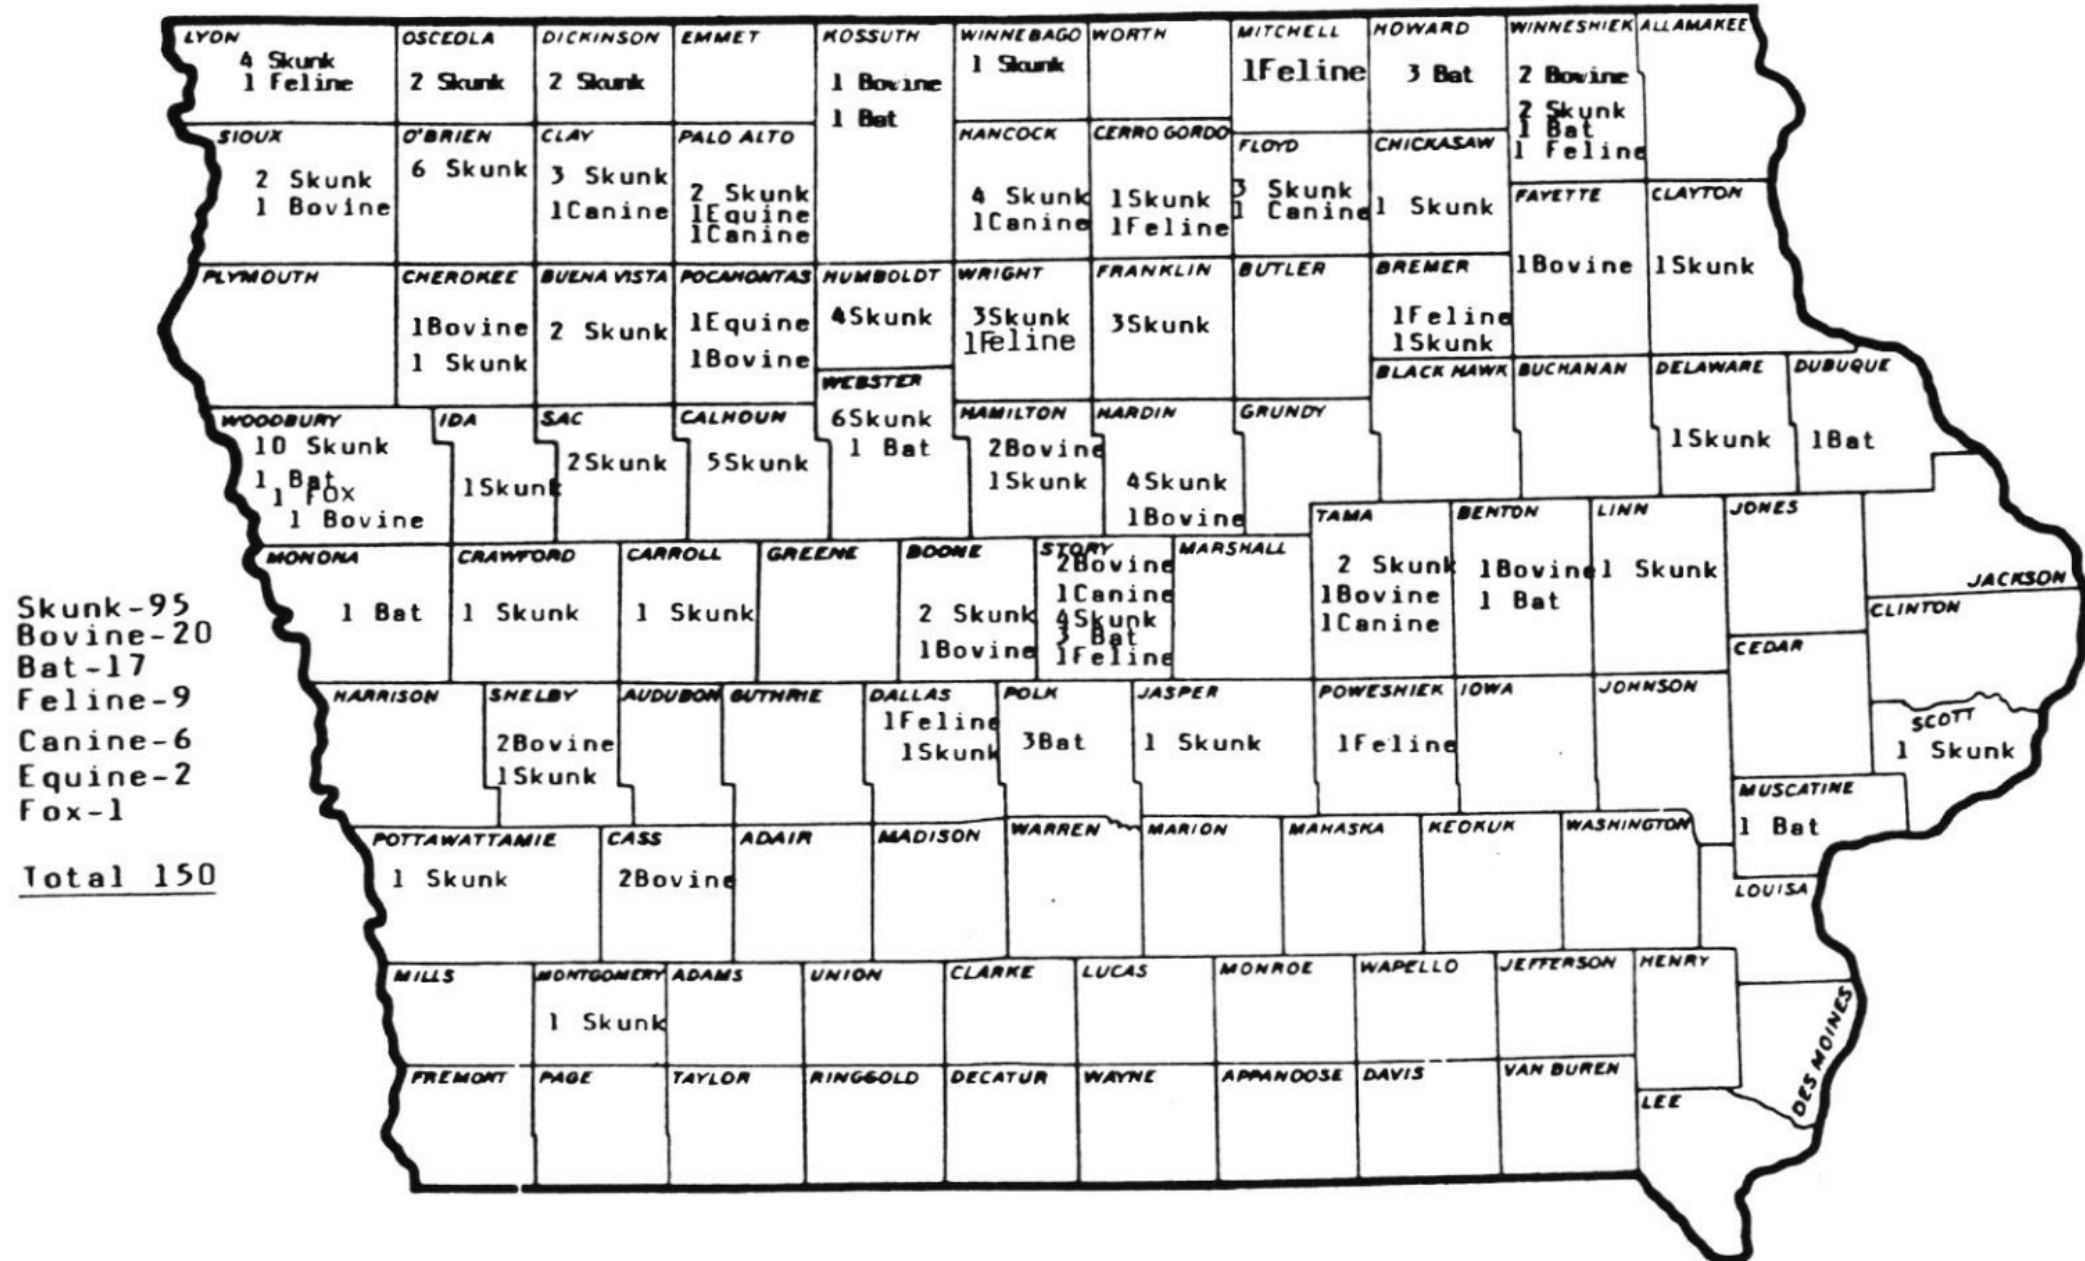 LYON
4 Skunk
1 Feline
OSCEOLA
2 Skunk
DICKINSON
2 Skunk
EMMET
KOSSUTH
1 Bovine
1 Bat
WINNEBAGO
1 Skunk
WORTH
MITCHELL
1Feline
HOWARD
3 Bat
WINNESHIEK
2 Bovine
2 Skunk
1 Bat
1 Feline
ALLAMAKEE
SIOUX
2 Skunk
1 Bovine
O'BRIEN
6 Skunk
CLAY
3 Skunk
1Canine
PALO ALTO
2 Skunk
1Equine
1Canine
HANCOCK
4 Skunk
1Canine
CERRO GORDO
1Skunk
1Feline
FLOYD
3 Skunk
1 Canine
CHICKASAW
1 Skunk
FAYETTE
1Bovine
CLAYTON
1Skunk
PLYMOUTH
CHEROKEE
1Bovine
1 Skunk
BUENA VISTA
2 Skunk
POCAHONTAS
1Equine
1Bovine
HUMBOLDT
4Skunk
WRIGHT
3Skunk
1Feline
FRANKLIN
3Skunk
BUTLER
BREMER
1Feline
1Skunk
BLACK HAWK
BUCHANAN
DELAWARE
1Skunk
DUBUQUE
1Bat
WOODBURY
10 Skunk
1 Bat
1 Fox
1 Bovine
IDA
1Skunk
SAC
2Skunk
CALHOUN
5Skunk
WEBSTER
6Skunk
1 Bat
HAMILTON
2Bovine
1Skunk
HARDIN
4Skunk
1Bovine
GRUNDY
TAMA
2 Skunk
1Bovine
1Canine
BENTON
1Bovine
1 Bat
LINN
1 Skunk
JONES
JACKSON
MONONA
1 Bat
CRAWFORD
1 Skunk
CARROLL
1 Skunk
GREENE
BOONE
2 Skunk
1Bovine
STORY
2Bovine
1Canine
4Skunk
3 Bat
1Feline
MARSHALL
CLINTON
CEDAR
Skunk-95
Bovine-20
Bat-17
Feline-9
Canine-6
Equine-2
Fox-1
Total 150
HARRISON
SHELBY
2Bovine
1Skunk
AUDUBON
GUTHRIE
DALLAS
1Feline
1Skunk
POLK
3Bat
JASPER
1 Skunk
POWESHIEK
1Feline
IOWA
JOHNSON
SCOTT
1 Skunk
MUSCATINE
1 Bat
POTTAWATTAMIE
1 Skunk
CASS
2Bovine
ADAIR
MADISON
WARREN
MARION
MAHASKA
KEOKUK
WASHINGTON
LOUISA
MILLS
MONTGOMERY
1 Skunk
ADAMS
UNION
CLARKE
LUCAS
MONROE
WAPELLO
JEFFERSON
HENRY
DES MOINES
FREMONT
PAGE
TAYLOR
RINGGOLD
DECATUR
WAYNE
APPANOOSE
DAVIS
VAN BUREN
LEE